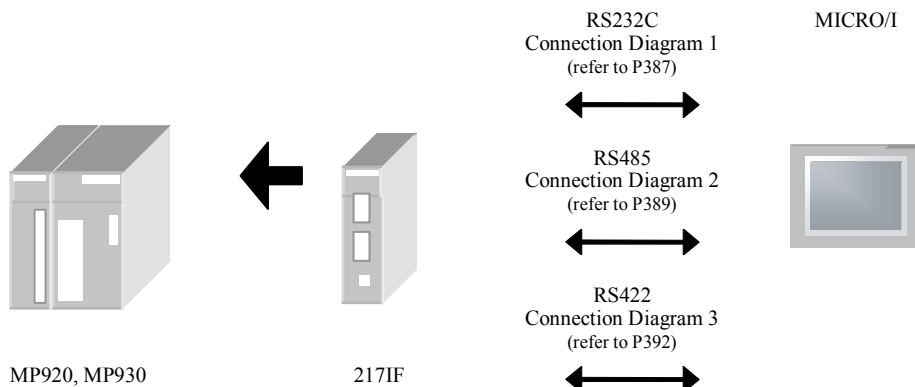 RS232C
Connection Diagram 1
(refer to P387)
MICRO/I
RS485
Connection Diagram 2
(refer to P389)
RS422
Connection Diagram 3
(refer to P392)
MP920, MP930
217IF